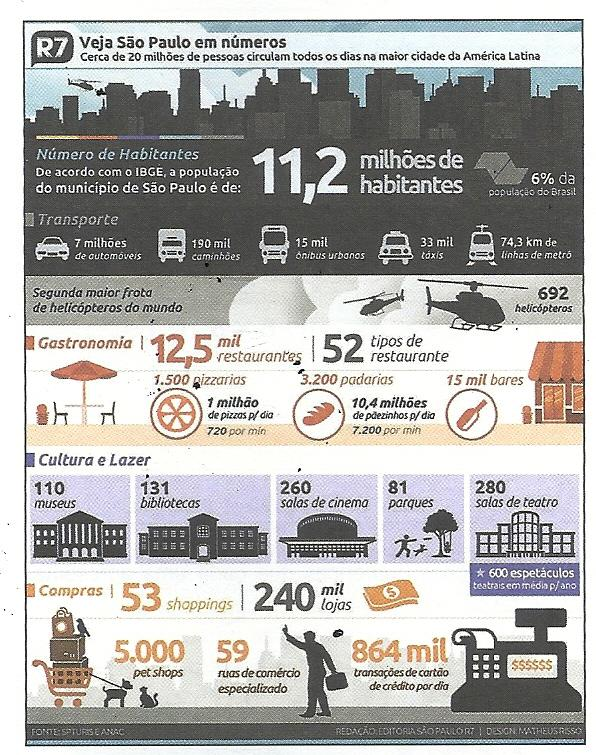 R7 Veja São Paulo em números
Cerca de 20 milhões de pessoas circulam todos os dias na maior cidade da América Latina
Número de Habitantes
De acordo com o IBGE, a população
do município de São Paulo é de:
11,2 milhões de
habitantes
6% da
população do Brasil
Transporte
7 milhões
de automóveis
190 mil
caminhões
15 mil
ônibus urbanos
33 mil
táxis
74,3 km de
linhas de metrô
Segunda maior frota
de helicópteros do mundo
692
helicópteros
Gastronomia
12,5 mil
restaurantes
52 tipos de
restaurante
1.500 pizzarias
1 milhão
de pizzas p/ dia
720 por min
3.200 padarias
10,4 milhões
de pãezinhos p/ dia
7.200 por min
15 mil bares
Cultura e Lazer
110
museus
131
bibliotecas
260
salas de cinema
81
parques
280
salas de teatro
★ 600 espetáculos
teatrais em média p/ ano
Compras
53 shoppings
240 mil
lojas
$
5.000
pet shops
59
ruas de comércio
especializado
864 mil
transações de cartão
de crédito por dia
$$$$$$
FONTE: SPTURIS E ANAC
REDAÇÃO: EDITORIA SÃO PAULO R7 | DESIGN: MATHEUS RISSO